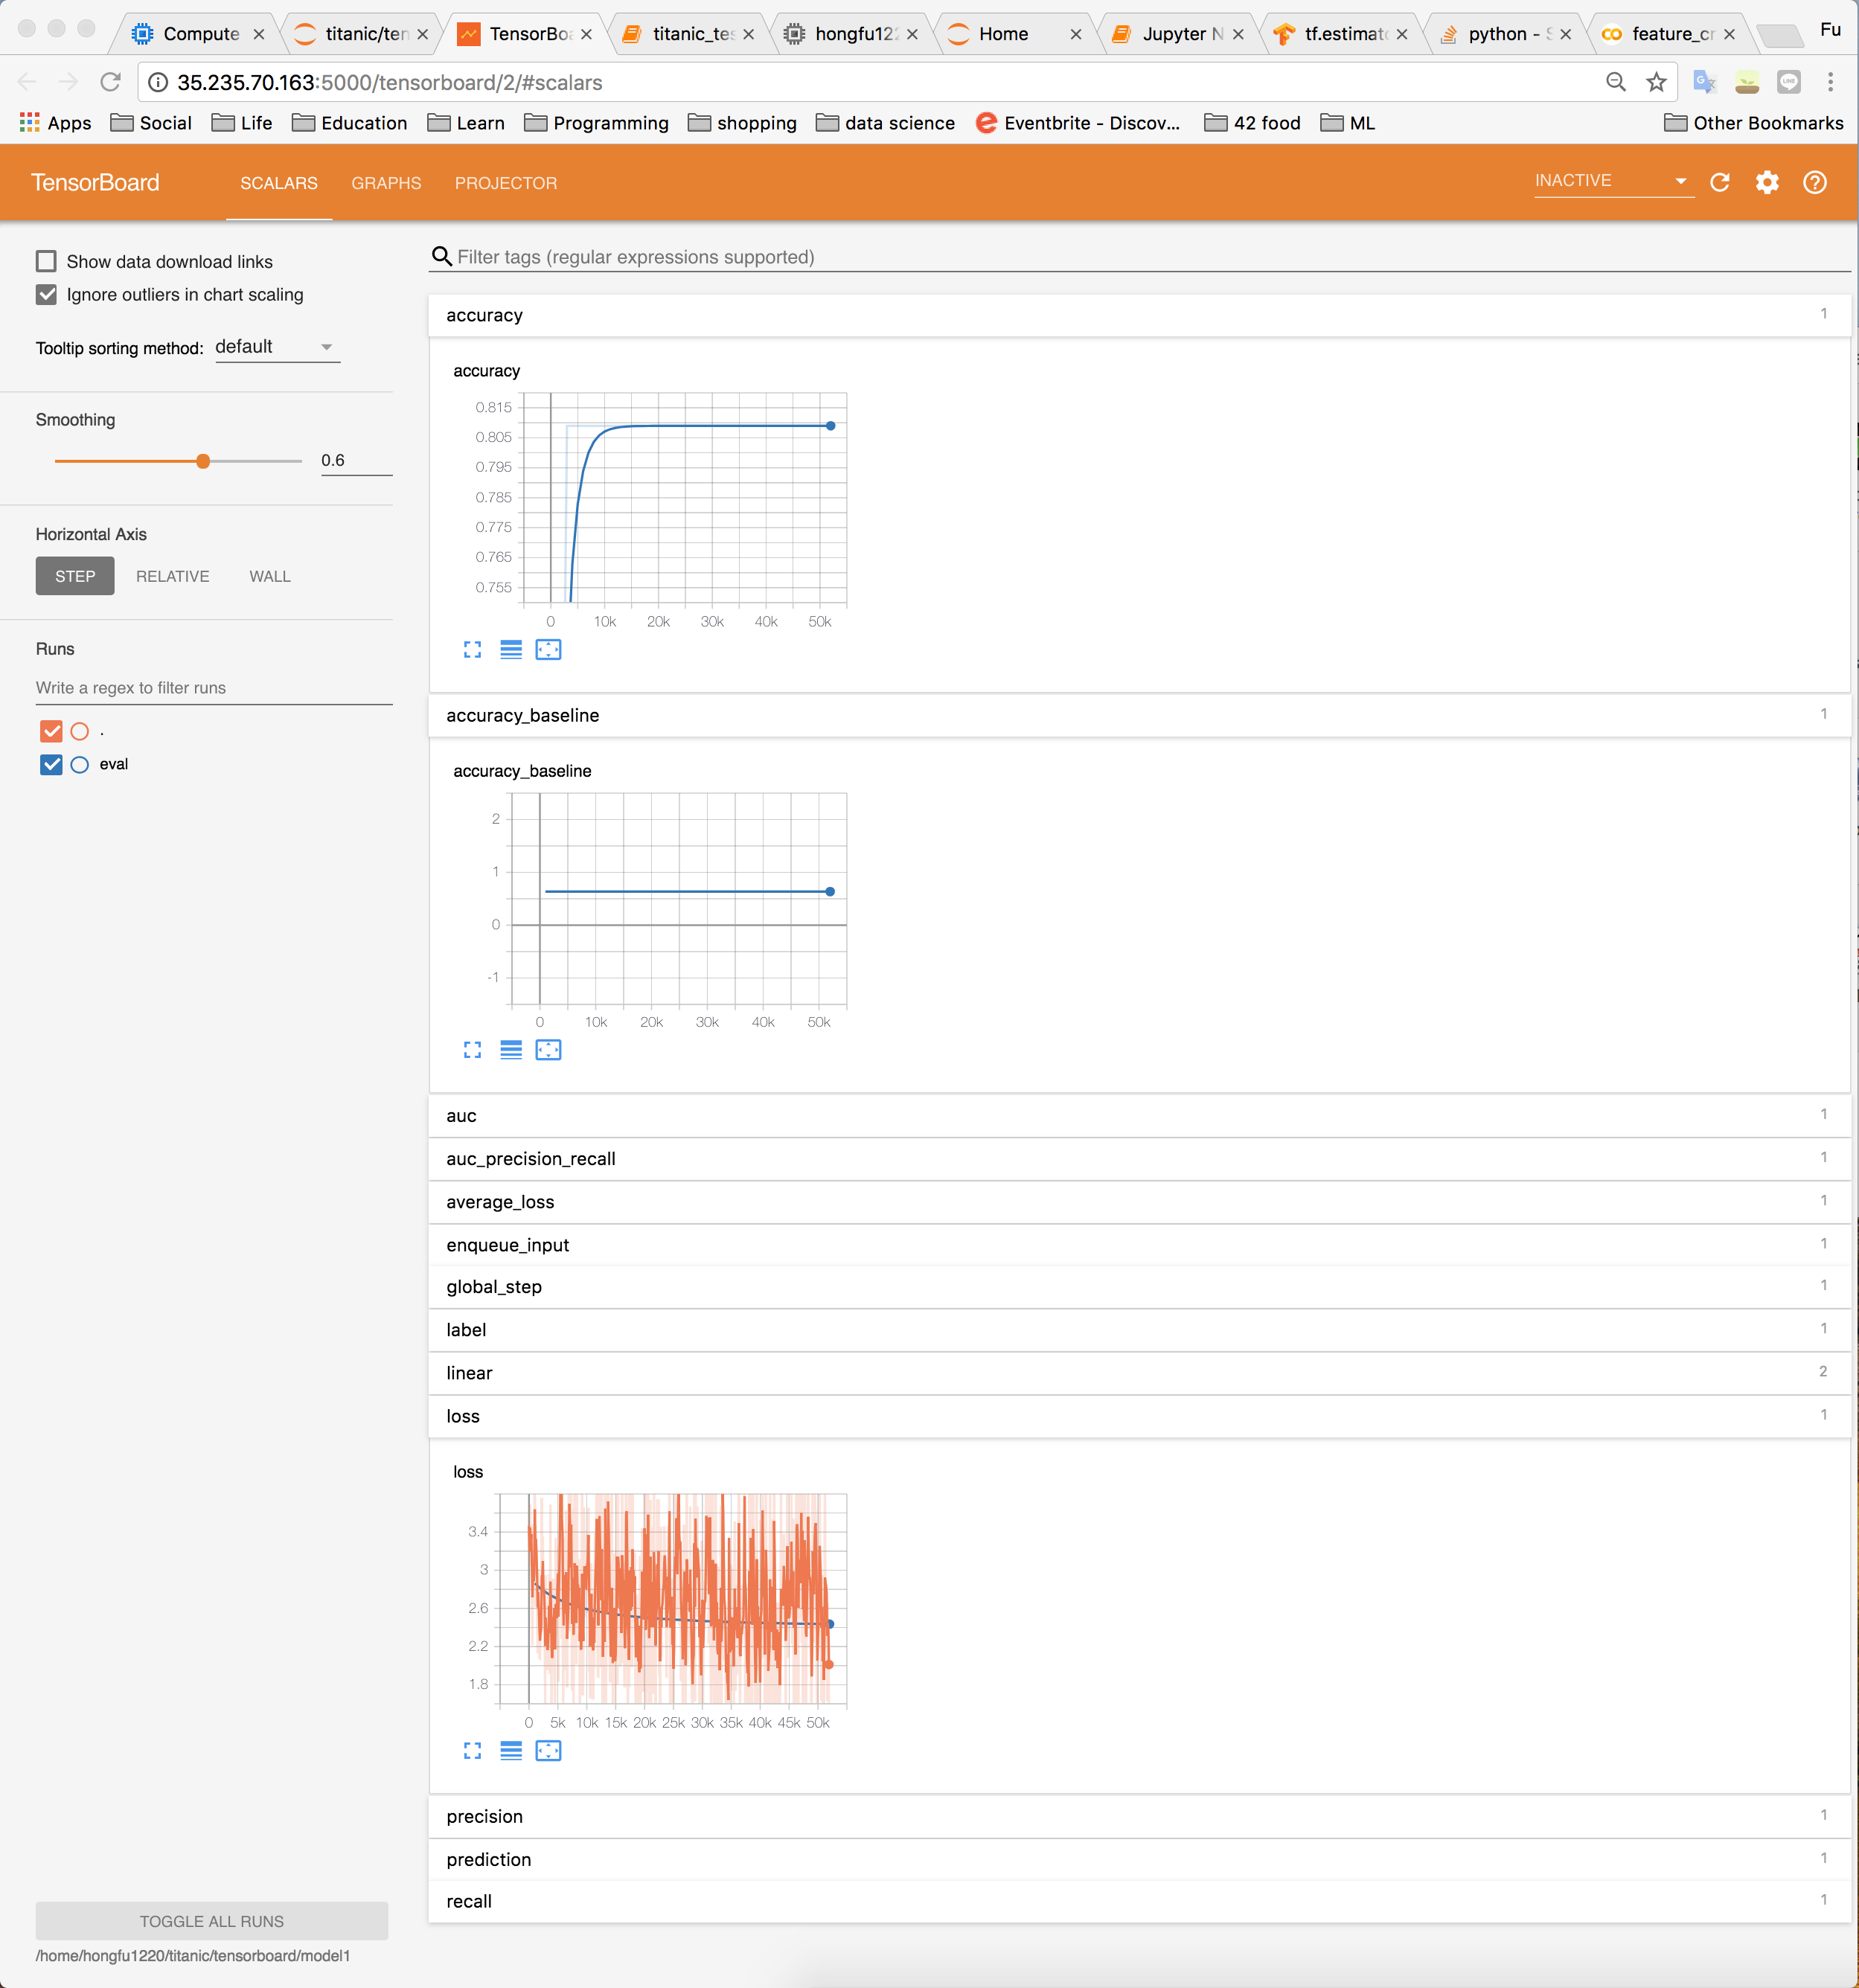 Compute titanic/ten TensorBoa titanic_tes hongfu122 Home Jupyter N tf.estimato python - S feature_cr Fu
35.235.70.163:5000/tensorboard/2/#scalars
Apps Social Life Education Learn Programming shopping data science Eventbrite - Discov... 42 food ML Other Bookmarks
TensorBoard SCALARS GRAPHS PROJECTOR INACTIVE
Show data download links
Ignore outliers in chart scaling
Tooltip sorting method: default
Smoothing
0.6
Horizontal Axis
STEP RELATIVE WALL
Runs
Write a regex to filter runs
.
eval
TOGGLE ALL RUNS
/home/hongfu1220/titanic/tensorboard/model1
Filter tags (regular expressions supported)
accuracy 1
accuracy
0.815
0.805
0.795
0.785
0.775
0.765
0.755
0 10k 20k 30k 40k 50k
accuracy_baseline 1
accuracy_baseline
2
1
0
-1
0 10k 20k 30k 40k 50k
auc 1
auc_precision_recall 1
average_loss 1
enqueue_input 1
global_step 1
label 1
linear 2
loss 1
loss
3.4
3
2.6
2.2
1.8
0 5k 10k 15k 20k 25k 30k 35k 40k 45k 50k
precision 1
prediction 1
recall 1